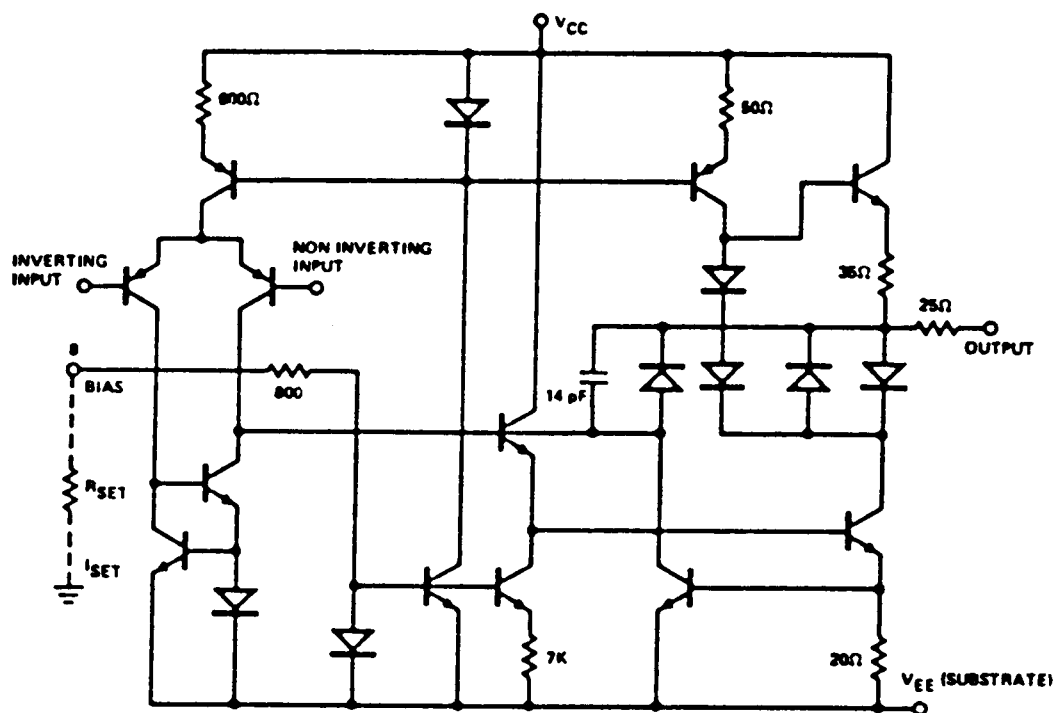 VCC
600Ω
50Ω
INVERTING
INPUT
NON INVERTING
INPUT
35Ω
25Ω
OUTPUT
8
BIAS
800
14 pF
RSET
ISET
7K
20Ω
VEE (SUBSTRATE)